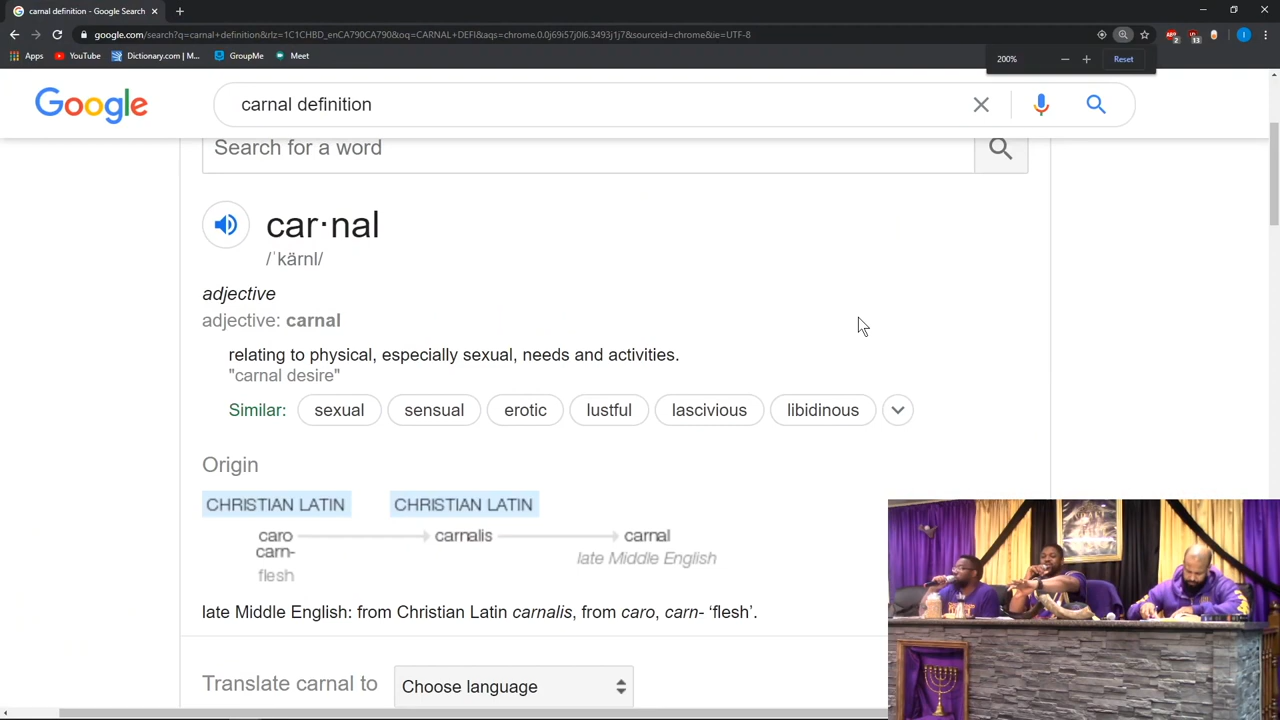 carnal definition - Google Search
google.com/search?q=carnal+definition&rlz=1C1CHBD_enCA790CA790&oq=CARNAL+DEFI&aqs=chrome.0.0j69i57j0l6.3493j1j7&sourceid=chrome&ie=UTF-8
Apps YouTube Dictionary.com | M... GroupMe Meet
200% Reset
Google carnal definition
Search for a word
car·nal
/ˈkärnl/
adjective
adjective: carnal
relating to physical, especially sexual, needs and activities.
"carnal desire"
Similar: sexual sensual erotic lustful lascivious libidinous
Origin
CHRISTIAN LATIN CHRISTIAN LATIN
caro carnalis carnal
carn- late Middle English
flesh
late Middle English: from Christian Latin carnalis, from caro, carn- ‘flesh’.
Translate carnal to Choose language